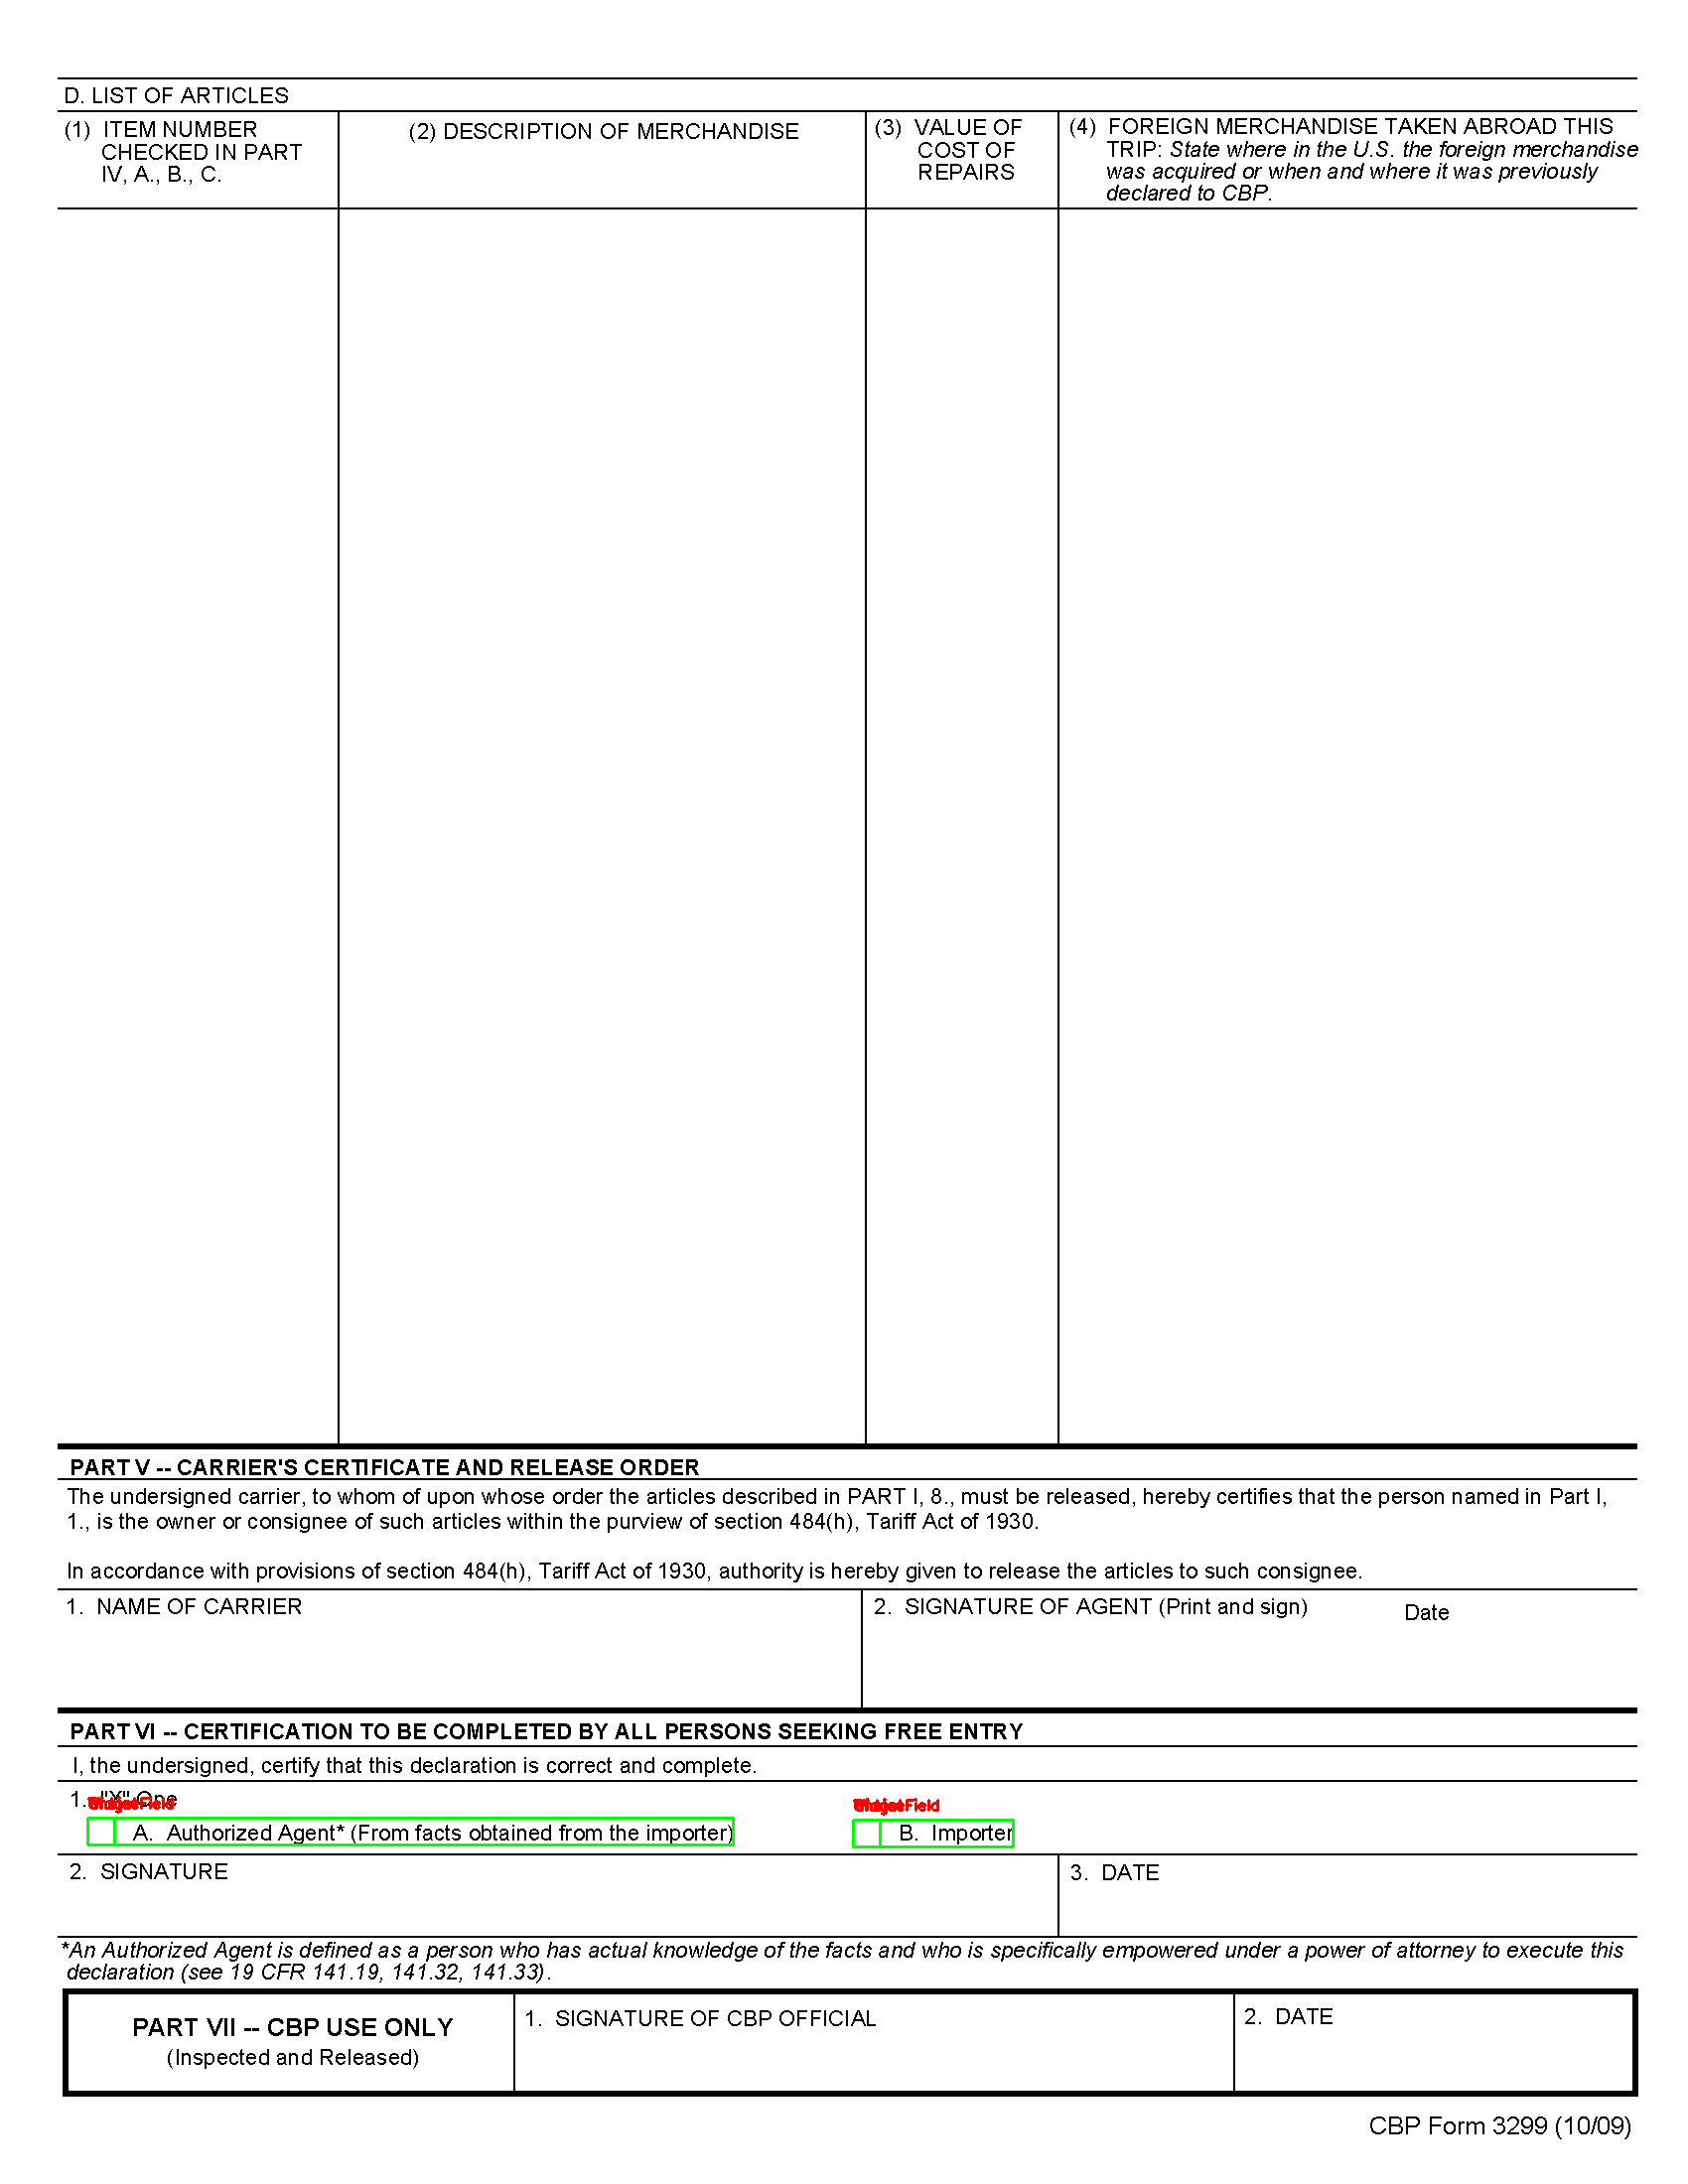 D. LIST OF ARTICLES
(1) ITEM NUMBER
CHECKED IN PART
IV, A., B., C.
(2) DESCRIPTION OF MERCHANDISE
(3) VALUE OF
COST OF
REPAIRS
(4) FOREIGN MERCHANDISE TAKEN ABROAD THIS
TRIP: State where in the U.S. the foreign merchandise
was acquired or when and where it was previously
declared to CBP.
PART V -- CARRIER'S CERTIFICATE AND RELEASE ORDER
The undersigned carrier, to whom of upon whose order the articles described in PART I, 8., must be released, hereby certifies that the person named in Part I,
1., is the owner or consignee of such articles within the purview of section 484(h), Tariff Act of 1930.
In accordance with provisions of section 484(h), Tariff Act of 1930, authority is hereby given to release the articles to such consignee.
1. NAME OF CARRIER
2. SIGNATURE OF AGENT (Print and sign)
Date
PART VI -- CERTIFICATION TO BE COMPLETED BY ALL PERSONS SEEKING FREE ENTRY
I, the undersigned, certify that this declaration is correct and complete.
1. "X" One
A. Authorized Agent* (From facts obtained from the importer)
B. Importer
2. SIGNATURE
3. DATE
*An Authorized Agent is defined as a person who has actual knowledge of the facts and who is specifically empowered under a power of attorney to execute this
declaration (see 19 CFR 141.19, 141.32, 141.33).
PART VII -- CBP USE ONLY
(Inspected and Released)
1. SIGNATURE OF CBP OFFICIAL
2. DATE
CBP Form 3299 (10/09)